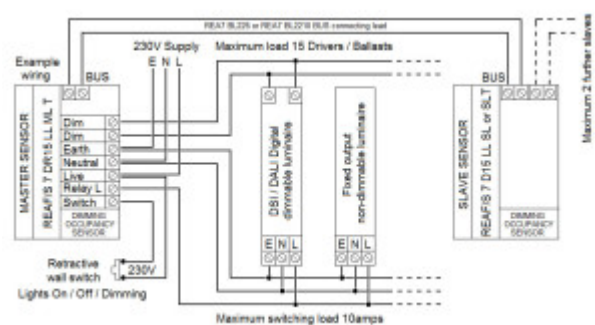 REAT BL225 or REAT BL2210 BUS connecting lead
230V Supply
Maximum load 15 Drivers / Ballasts
E N L
Example
wiring
BUS
BUS
MASTER SENSOR
REAFIS 7 DR15 LL ML T
Dim
Dim
Earth
Neutral
Live
Relay L
Switch
DIMMING
OCCUPANCY
SENSOR
DSI / DALI Digital
dimmable luminaire
E N L
Fixed output
non-dimmable luminaire
E N L
SLAVE SENSOR
REAFIS 7 D15 LL SL or SLT
DIMMING
OCCUPANCY
SENSOR
Maximum 2 further slaves
Retractive
wall switch
230V
Lights On / Off / Dimming
Maximum switching load 10amps